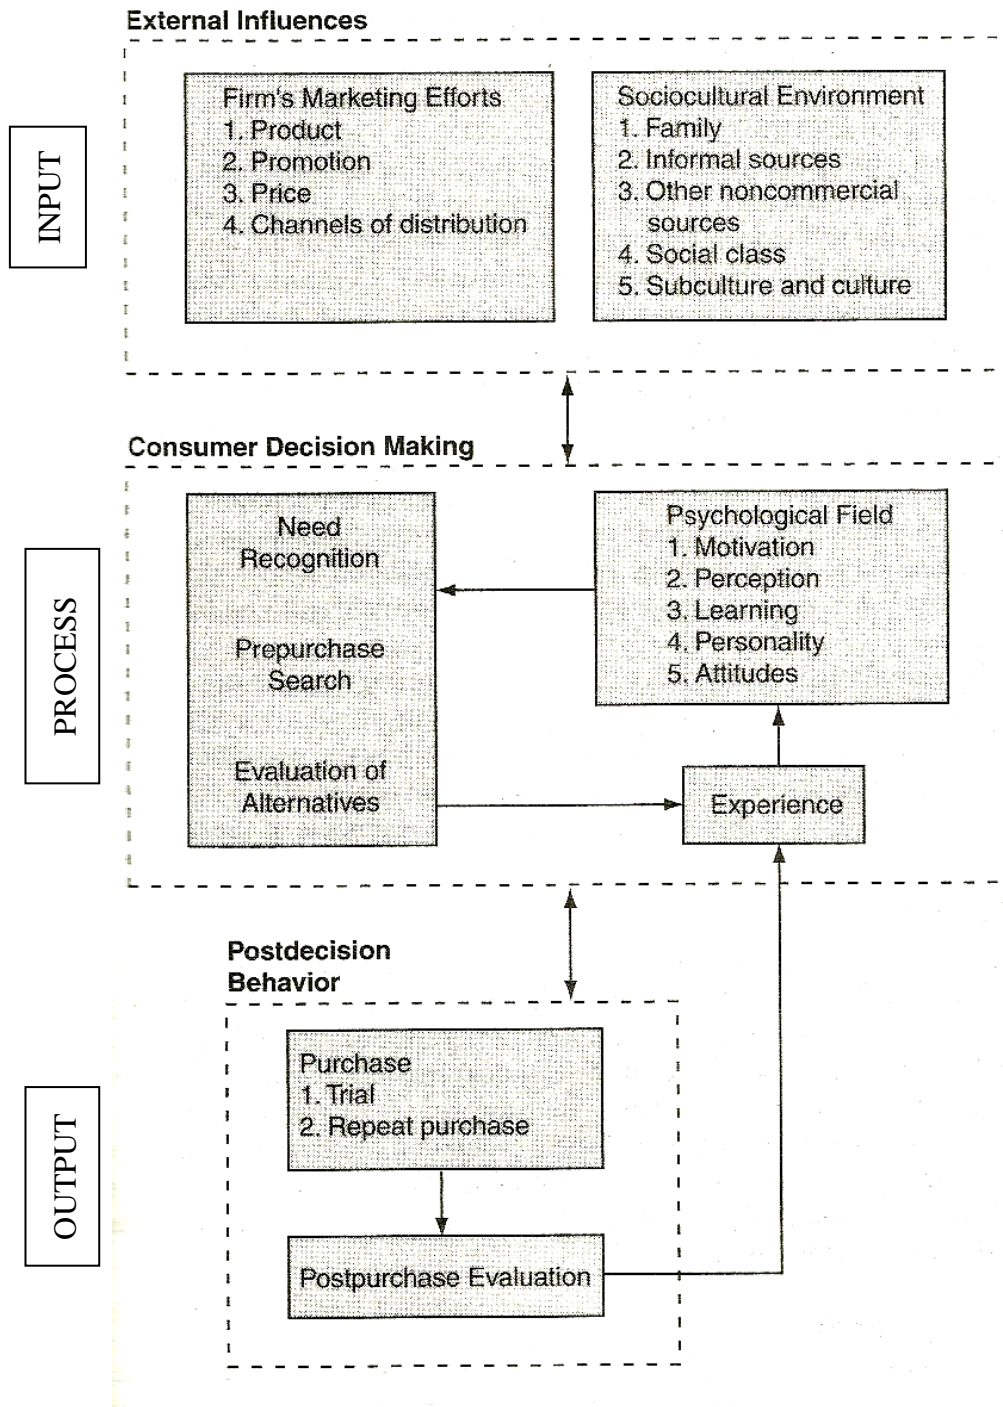 External Influences
INPUT
Firm's Marketing Efforts
1. Product
2. Promotion
3. Price
4. Channels of distribution
Sociocultural Environment
1. Family
2. Informal sources
3. Other noncommercial
sources
4. Social class
5. Subculture and culture
Consumer Decision Making
PROCESS
Need
Recognition
Prepurchase
Search
Evaluation of
Alternatives
Psychological Field
1. Motivation
2. Perception
3. Learning
4. Personality
5. Attitudes
Experience
Postdecision
Behavior
OUTPUT
Purchase
1. Trial
2. Repeat purchase
Postpurchase Evaluation